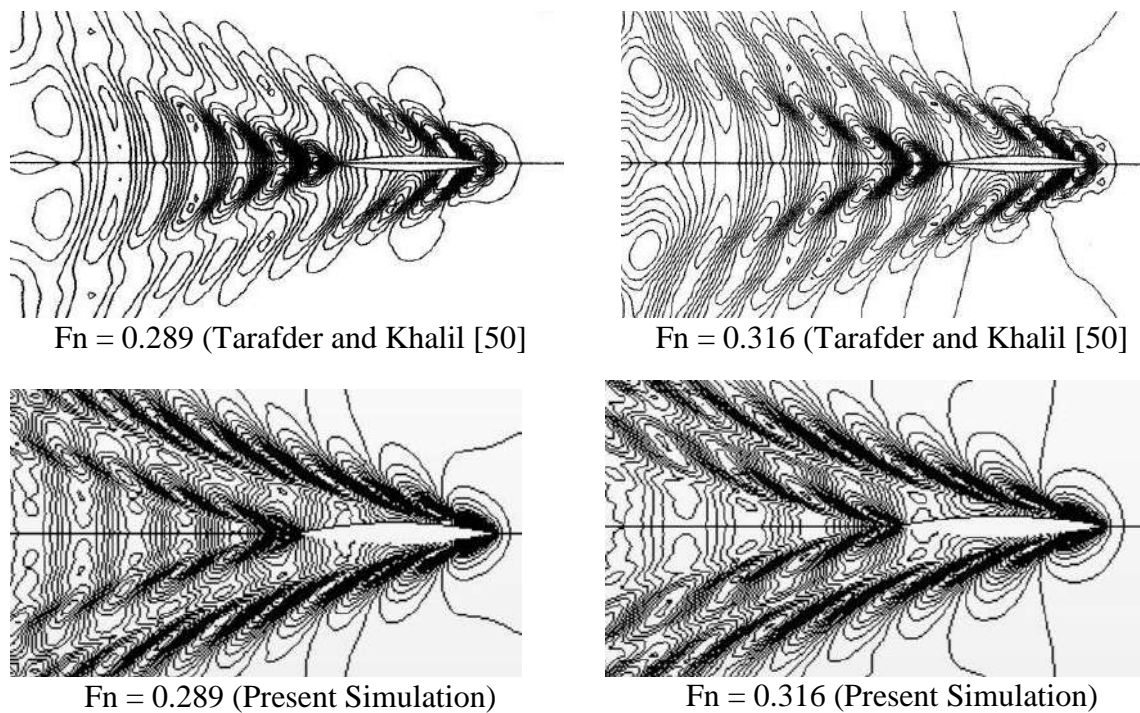 Fn = 0.289 (Tarafder and Khalil [50]
Fn = 0.316 (Tarafder and Khalil [50]
Fn = 0.289 (Present Simulation)
Fn = 0.316 (Present Simulation)